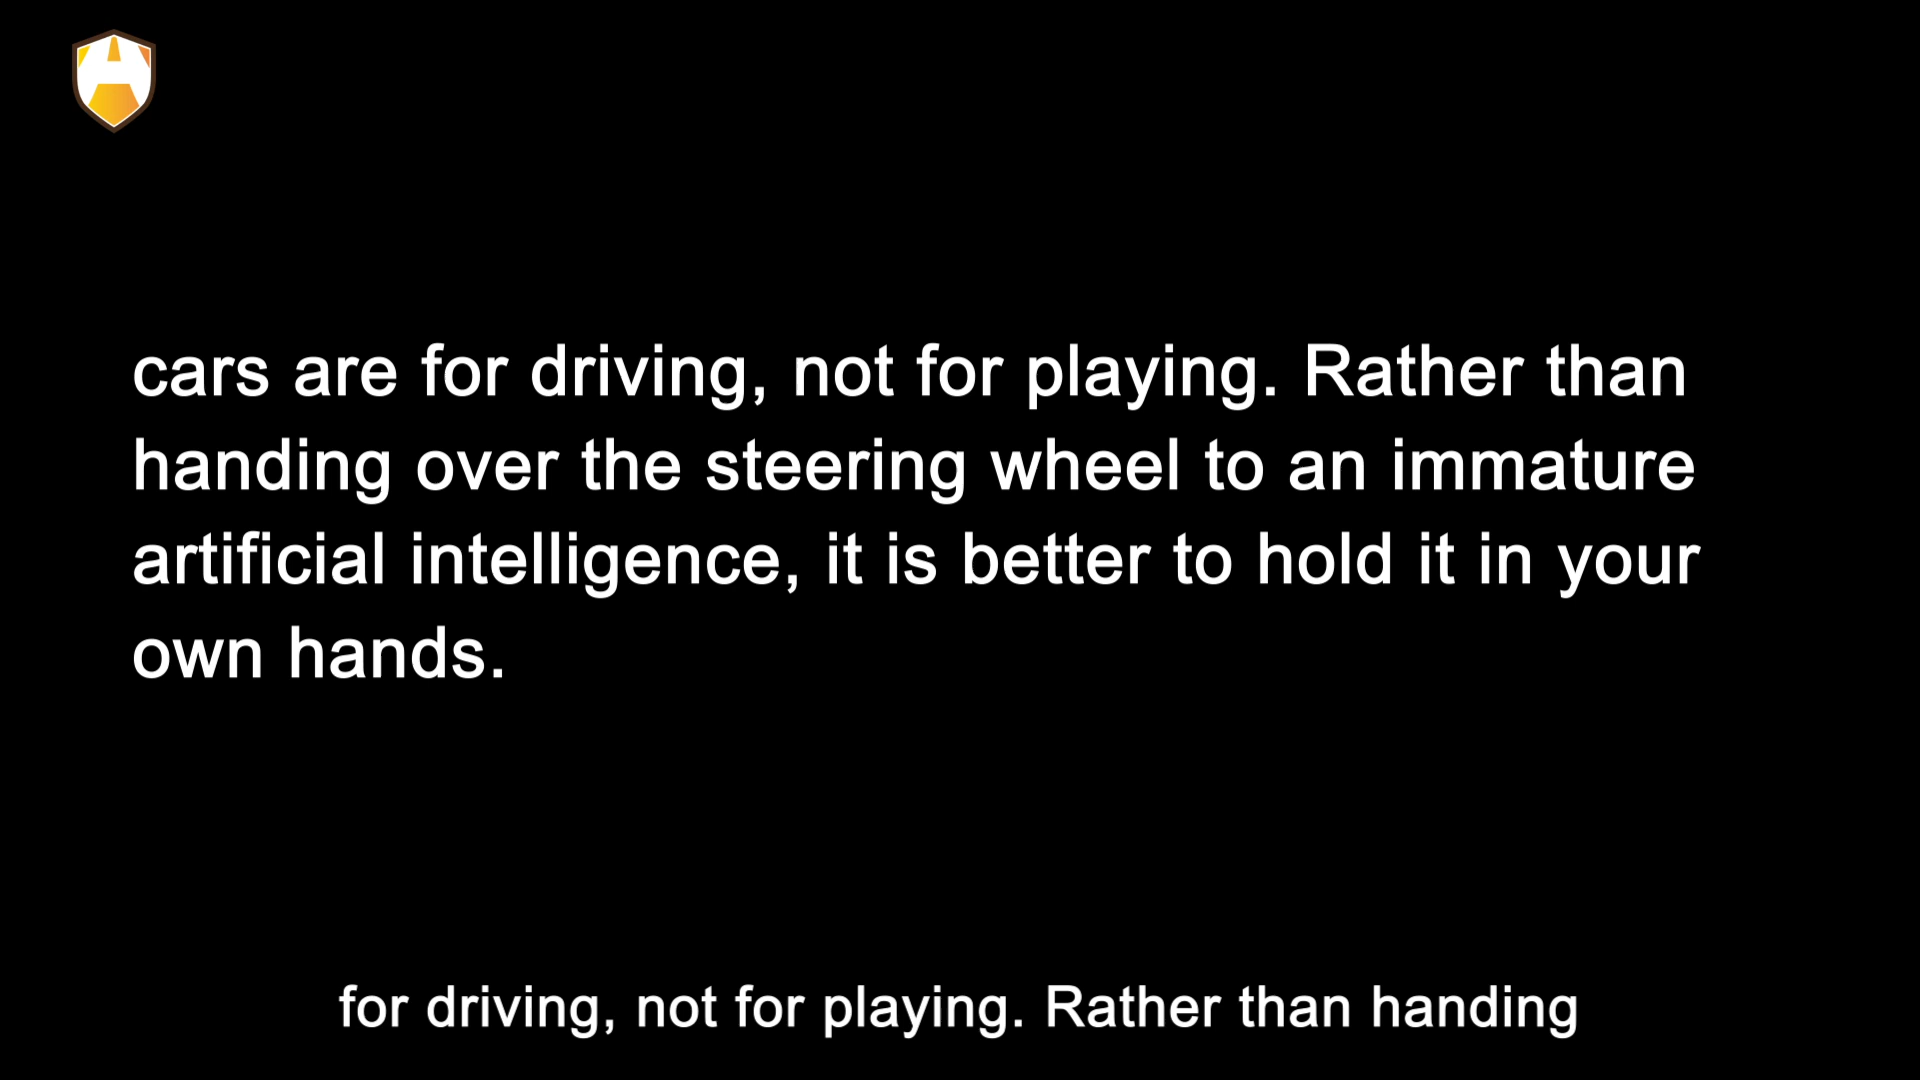 cars are for driving, not for playing. Rather than
handing over the steering wheel to an immature
artificial intelligence, it is better to hold it in your
own hands.
for driving, not for playing. Rather than handing